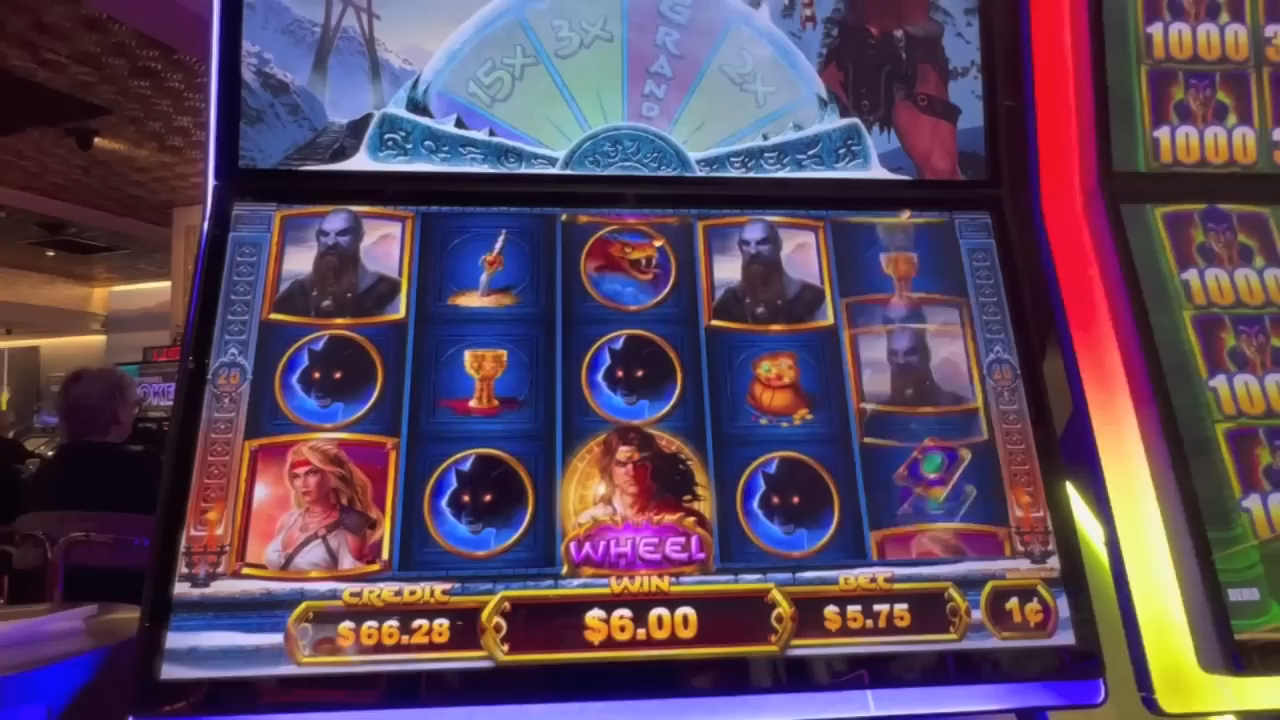 15X
3X
GRAND
2X
1000
1000
1000
25
25
WHEEL
CREDIT
WIN
BET
$66.28
$6.00
$5.75
1¢